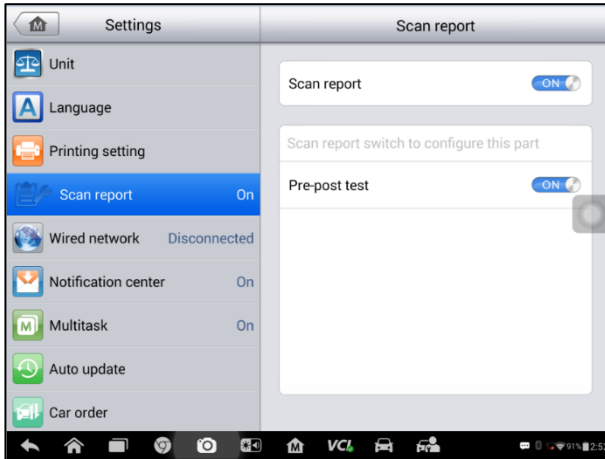 Settings
Scan report
Unit
Language
Printing setting
Scan report On
Wired network Disconnected
Notification center On
Multitask On
Auto update
Car order
Scan report ON
Scan report switch to configure this part
Pre-post test ON
VCI
91%